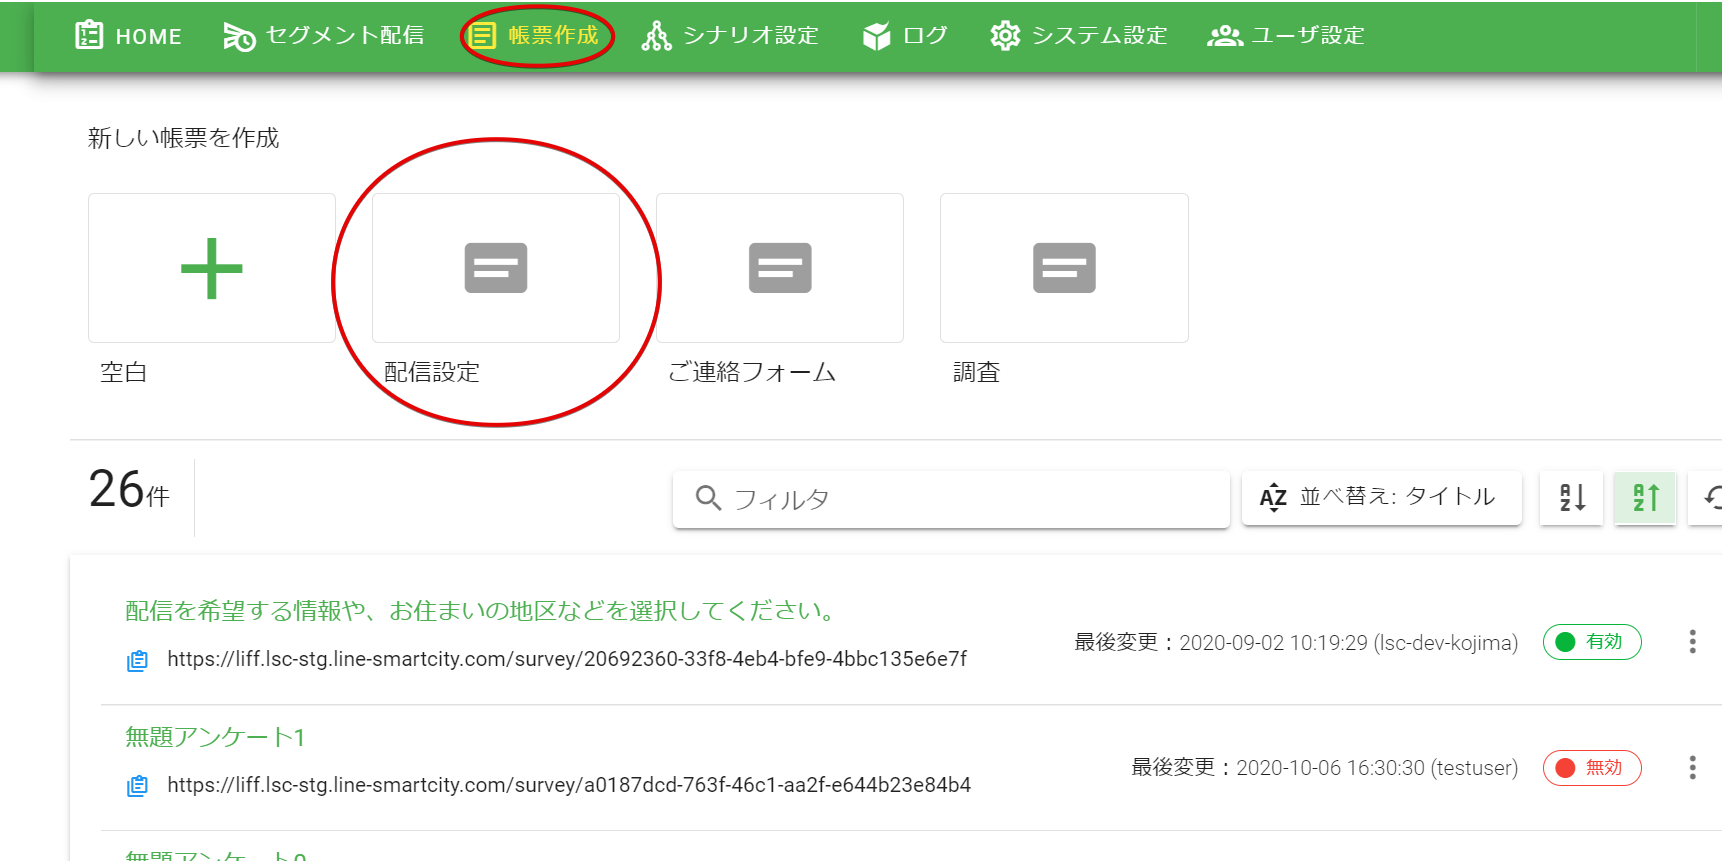 HOME セグメント配信 帳票作成 シナリオ設定 ログ システム設定 ユーザ設定
新しい帳票を作成
空白 配信設定 ご連絡フォーム 調査
26件 フィルタ AZ 並べ替え: タイトル AZ AZ
配信を希望する情報や、お住まいの地区などを選択してください。
https://liff.lsc-stg.line-smartcity.com/survey/20692360-33f8-4eb4-bfe9-4bbc135e6e7f
最後変更：2020-09-02 10:19:29 (lsc-dev-kojima) 有効
無題アンケート1
https://liff.lsc-stg.line-smartcity.com/survey/a0187dcd-763f-46c1-aa2f-e644b23e84b4
最後変更：2020-10-06 16:30:30 (testuser) 無効